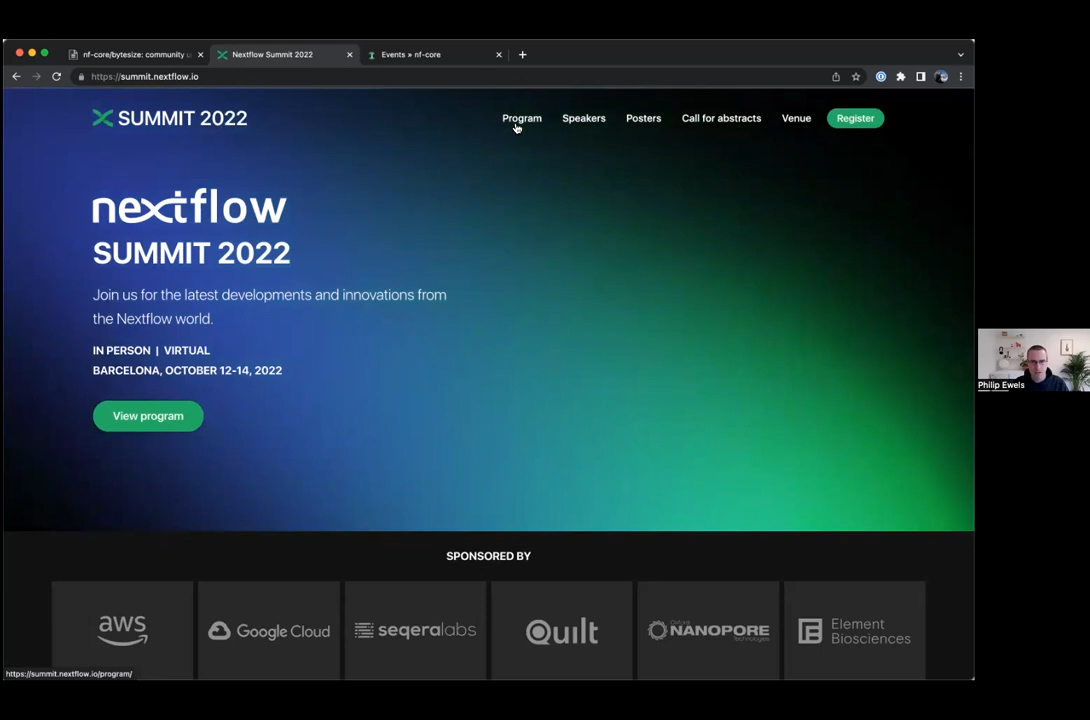 nf-core/bytesize: community u
Nextflow Summit 2022
Events » nf-core
https://summit.nextflow.io
SUMMIT 2022
Program
Speakers
Posters
Call for abstracts
Venue
Register
nextflow
SUMMIT 2022
Join us for the latest developments and innovations from
the Nextflow world.
IN PERSON | VIRTUAL
BARCELONA, OCTOBER 12-14, 2022
View program
Philip Ewels
SPONSORED BY
aws
Google Cloud
seqeralabs
Quilt
Oxford
NANOPORE
Technologies
Element
Biosciences
https://summit.nextflow.io/program/